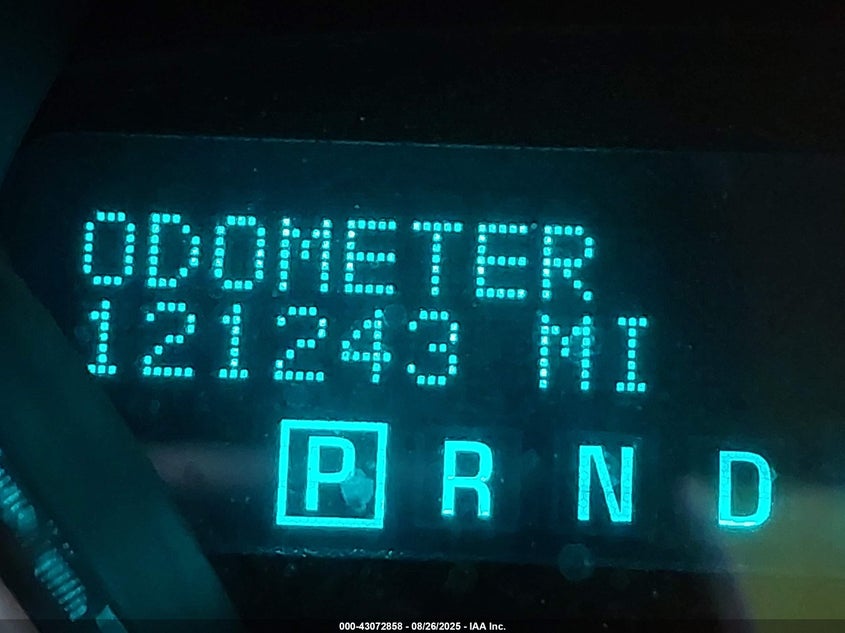 ODOMETER
121243 MI
P R N D
000-43072858 - 08/26/2025 - IAA Inc.